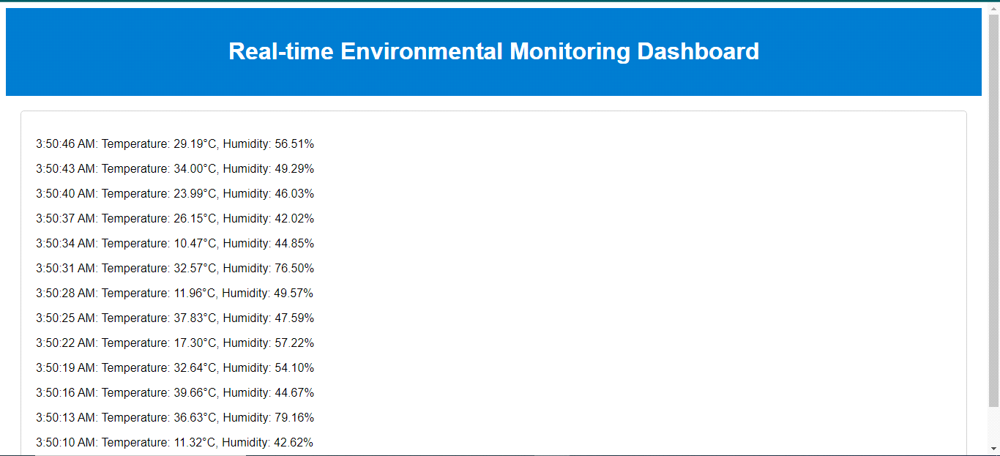 Real-time Environmental Monitoring Dashboard
3:50:46 AM: Temperature: 29.19°C, Humidity: 56.51%
3:50:43 AM: Temperature: 34.00°C, Humidity: 49.29%
3:50:40 AM: Temperature: 23.99°C, Humidity: 46.03%
3:50:37 AM: Temperature: 26.15°C, Humidity: 42.02%
3:50:34 AM: Temperature: 10.47°C, Humidity: 44.85%
3:50:31 AM: Temperature: 32.57°C, Humidity: 76.50%
3:50:28 AM: Temperature: 11.96°C, Humidity: 49.57%
3:50:25 AM: Temperature: 37.83°C, Humidity: 47.59%
3:50:22 AM: Temperature: 17.30°C, Humidity: 57.22%
3:50:19 AM: Temperature: 32.64°C, Humidity: 54.10%
3:50:16 AM: Temperature: 39.66°C, Humidity: 44.67%
3:50:13 AM: Temperature: 36.63°C, Humidity: 79.16%
3:50:10 AM: Temperature: 11.32°C, Humidity: 42.62%